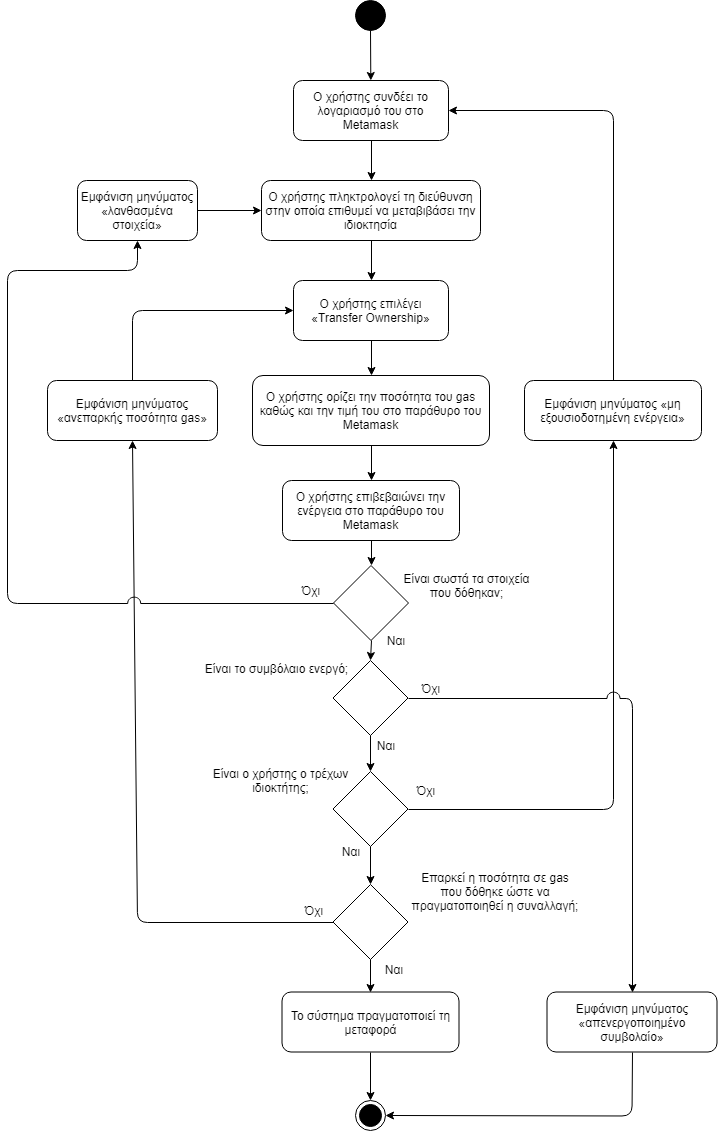 Ο χρήστης συνδέει το
λογαριασμό του στο
Metamask
Εμφάνιση μηνύματος
«λανθασμένα
στοιχεία»
Ο χρήστης πληκτρολογεί τη διεύθυνση
στην οποία επιθυμεί να μεταβιβάσει την
ιδιοκτησία
Ο χρήστης επιλέγει
«Transfer Ownership»
Εμφάνιση μηνύματος
«ανεπαρκής ποσότητα gas»
Ο χρήστης ορίζει την ποσότητα του gas
καθώς και την τιμή του στο παράθυρο του
Metamask
Εμφάνιση μηνύματος «μη
εξουσιοδοτημένη ενέργεια»
Ο χρήστης επιβεβαιώνει την
ενέργεια στο παράθυρο του
Metamask
Είναι σωστά τα στοιχεία
που δόθηκαν;
Όχι
Ναι
Είναι το συμβόλαιο ενεργό;
Όχι
Ναι
Είναι ο χρήστης ο τρέχων
ιδιοκτήτης;
Όχι
Ναι
Επαρκεί η ποσότητα σε gas
που δόθηκε ώστε να
πραγματοποιηθεί η συναλλαγή;
Όχι
Ναι
Το σύστημα πραγματοποιεί τη
μεταφορά
Εμφάνιση μηνύματος
«απενεργοποιημένο
συμβολαίο»